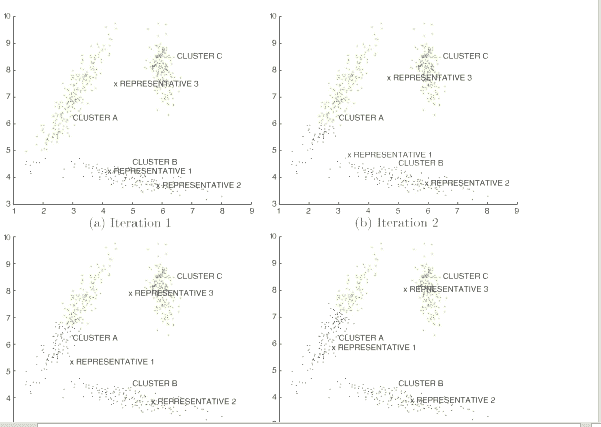 10
9
8
7
6
5
4
3
1 2 3 4 5 6 7 8 9
CLUSTER C
x REPRESENTATIVE 3
CLUSTER A
CLUSTER B
x REPRESENTATIVE 1
x REPRESENTATIVE 2
(a) Iteration 1
10
9
8
7
6
5
4
3
1 2 3 4 5 6 7 8 9
CLUSTER C
x REPRESENTATIVE 3
CLUSTER A
x REPRESENTATIVE 1
CLUSTER B
x REPRESENTATIVE 2
(b) Iteration 2
10
9
8
7
6
5
4
CLUSTER C
x REPRESENTATIVE 3
CLUSTER A
x REPRESENTATIVE 1
CLUSTER B
x REPRESENTATIVE 2
10
9
8
7
6
5
4
CLUSTER C
x REPRESENTATIVE 3
CLUSTER A
x REPRESENTATIVE 1
CLUSTER B
x REPRESENTATIVE 2